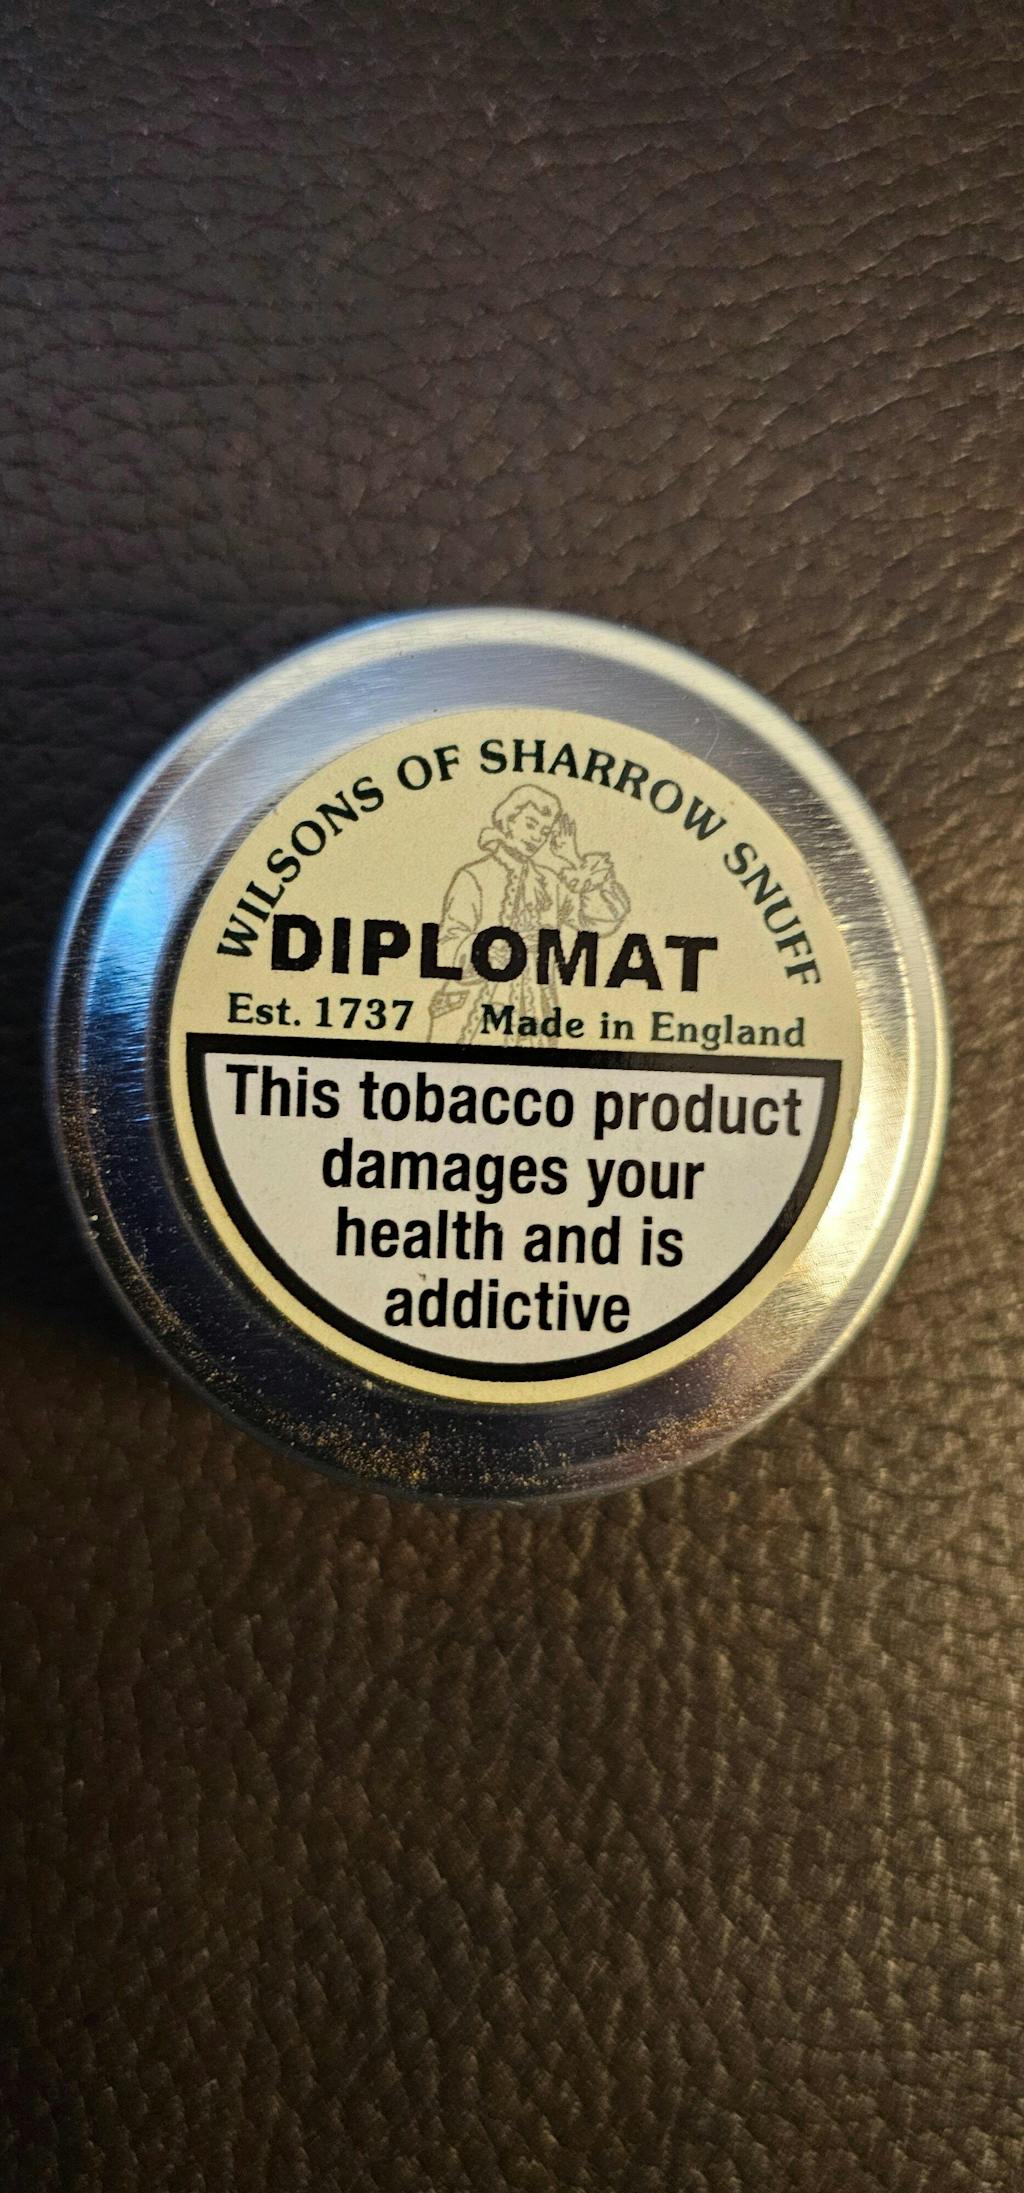 WILSONS OF SHARROW SNUFF
DIPLOMAT
Est. 1737 Made in England
This tobacco product
damages your
health and is
addictive